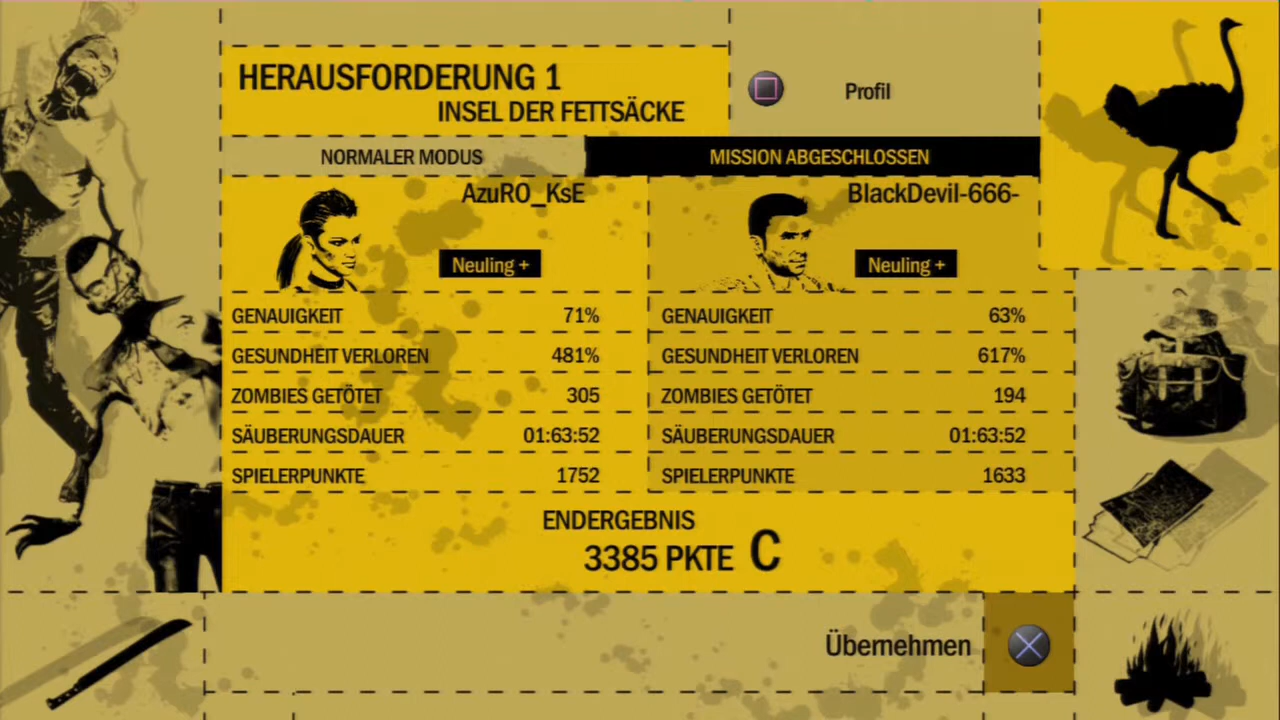 HERAUSFORDERUNG 1
INSEL DER FETTSÄCKE
Profil
NORMALER MODUS
MISSION ABGESCHLOSSEN
AzuRO_KsE
Neuling +
GENAUIGKEIT 71%
GESUNDHEIT VERLOREN 481%
ZOMBIES GETÖTET 305
SÄUBERUNGSDAUER 01:63:52
SPIELERPUNKTE 1752
BlackDevil-666-
Neuling +
GENAUIGKEIT 63%
GESUNDHEIT VERLOREN 617%
ZOMBIES GETÖTET 194
SÄUBERUNGSDAUER 01:63:52
SPIELERPUNKTE 1633
ENDERGEBNIS
3385 PKTE C
Übernehmen